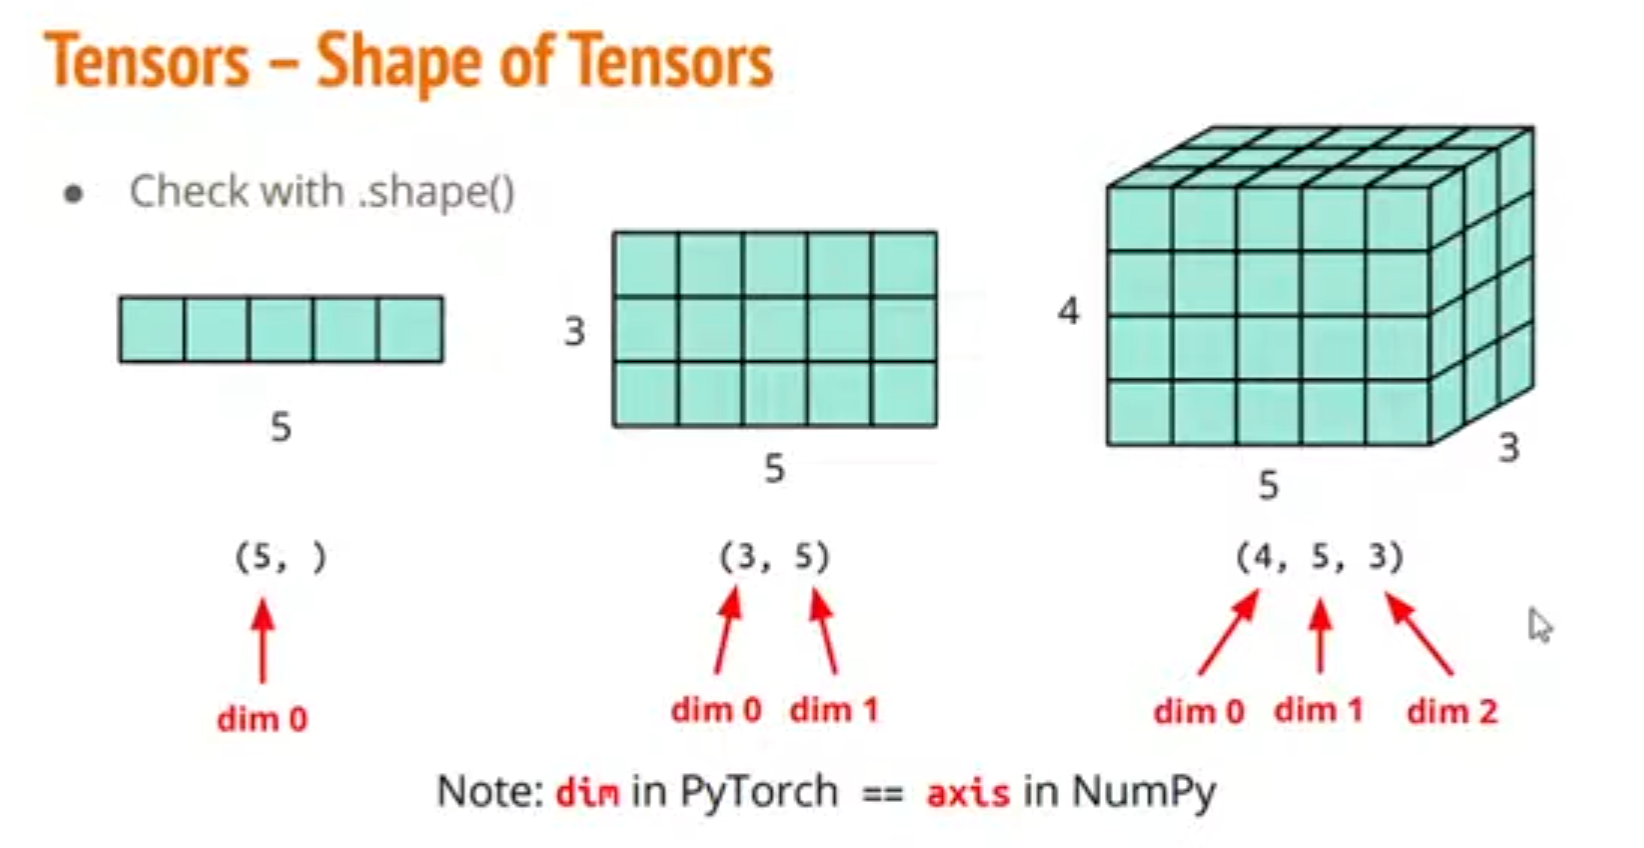 Tensors – Shape of Tensors
● Check with .shape()
5
(5, )
dim 0
3
5
(3, 5)
dim 0 dim 1
4
5
3
(4, 5, 3)
dim 0 dim 1 dim 2
Note: dim in PyTorch == axis in NumPy